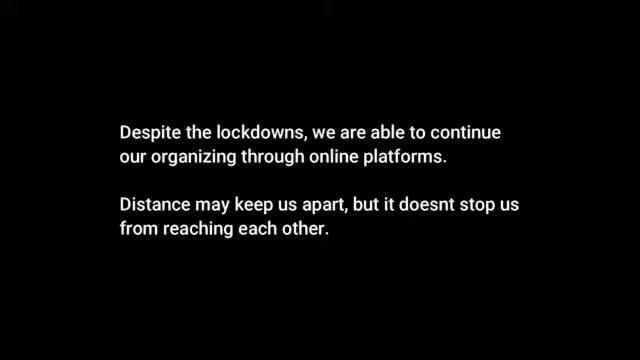 Despite the lockdowns, we are able to continue
our organizing through online platforms.
Distance may keep us apart, but it doesnt stop us
from reaching each other.